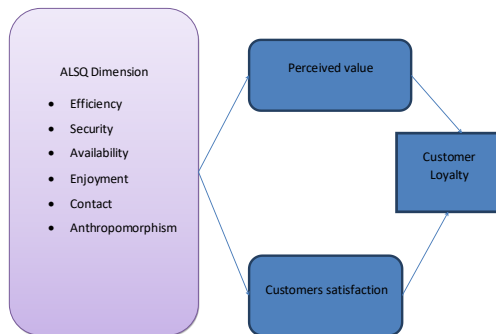 ALSQ Dimension
• Efficiency
• Security
• Availability
• Enjoyment
• Contact
• Anthropomorphism
Perceived value
Customer
Loyalty
Customers satisfaction